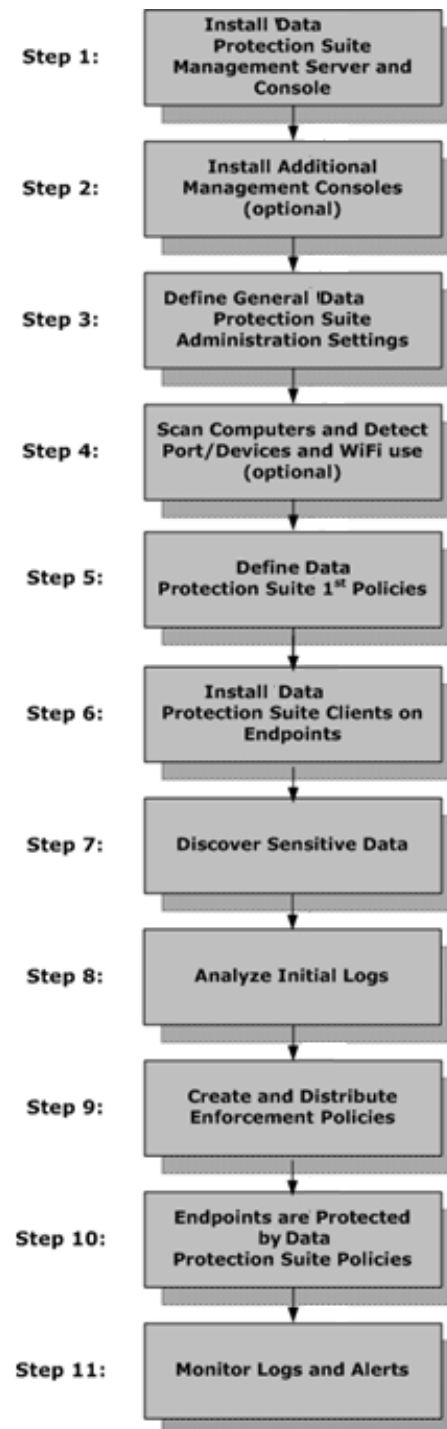 Step 1:
Install Data
Protection Suite
Management Server and
Console
Step 2:
Install Additional
Management Consoles
(optional)
Step 3:
Define General Data
Protection Suite
Administration Settings
Step 4:
Scan Computers and Detect
Port/Devices and WiFi use
(optional)
Step 5:
Define Data
Protection Suite 1st Policies
Step 6:
Install Data
Protection Suite Clients on
Endpoints
Step 7:
Discover Sensitive Data
Step 8:
Analyze Initial Logs
Step 9:
Create and Distribute
Enforcement Policies
Step 10:
Endpoints are Protected
by Data
Protection Suite Policies
Step 11:
Monitor Logs and Alerts